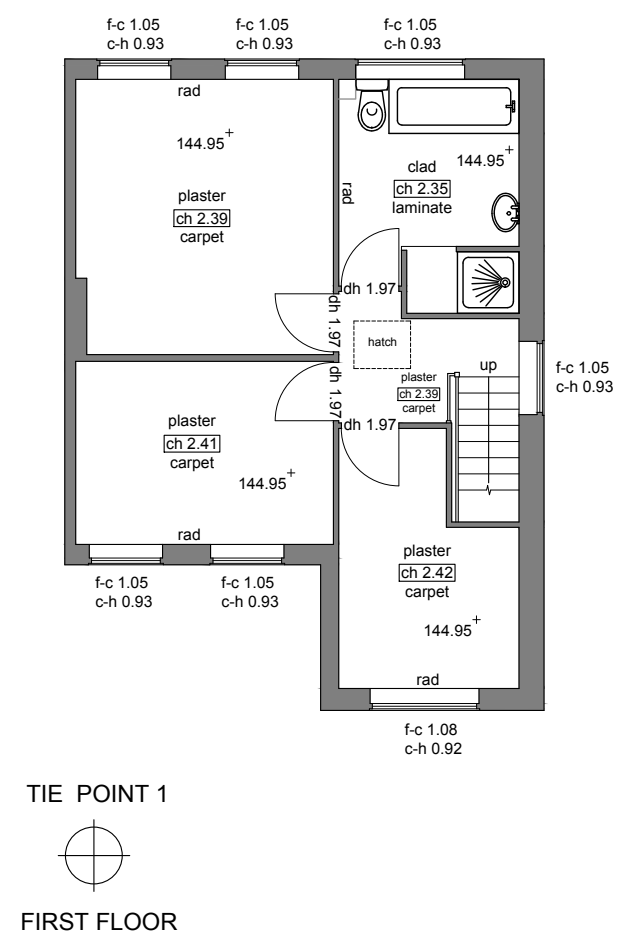 f-c 1.05
c-h 0.93
f-c 1.05
c-h 0.93
f-c 1.05
c-h 0.93
rad
144.95
plaster
ch 2.39
carpet
rad
clad
ch 2.35
laminate
144.95
dh 1.97
dh 1.97
hatch
dh 1.97
dh 1.97
plaster
ch 2.39
carpet
up
f-c 1.05
c-h 0.93
plaster
ch 2.41
carpet
144.95
rad
f-c 1.05
c-h 0.93
f-c 1.05
c-h 0.93
plaster
ch 2.42
carpet
144.95
rad
f-c 1.08
c-h 0.92
TIE POINT 1
FIRST FLOOR